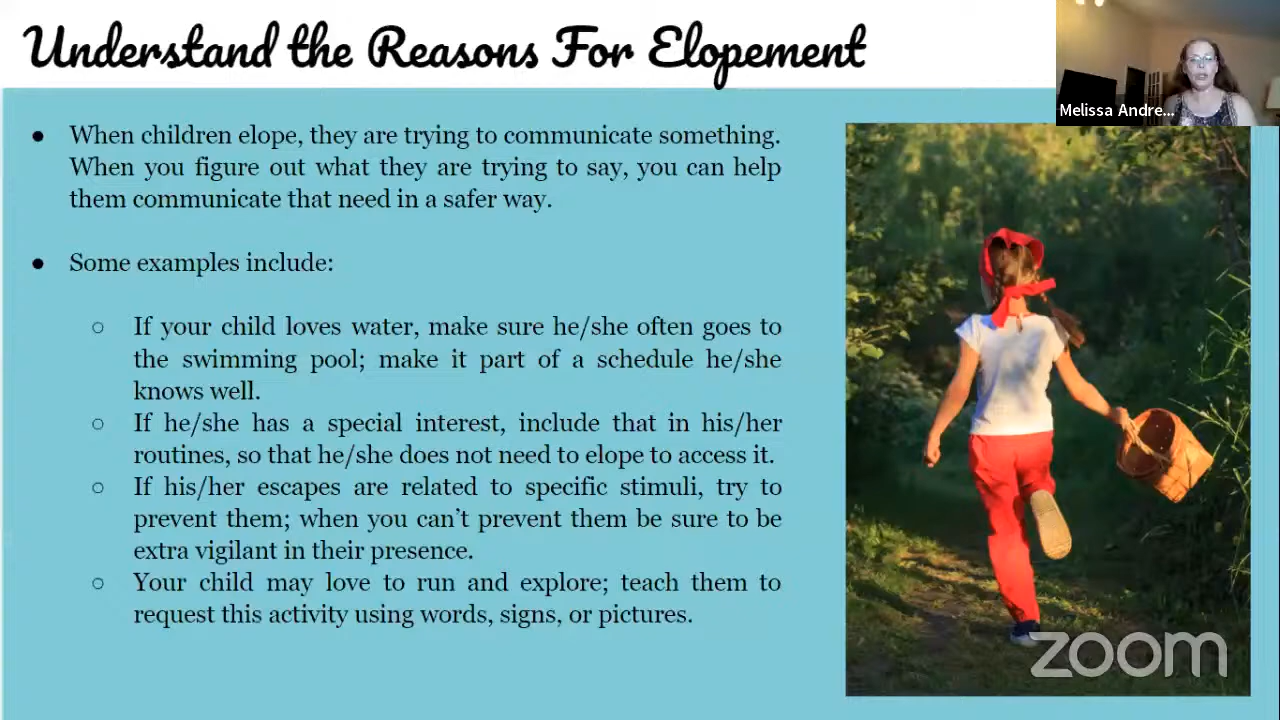 Understand the Reasons For Elopement
Melissa Andre...
● When children elope, they are trying to communicate something.
When you figure out what they are trying to say, you can help
them communicate that need in a safer way.
● Some examples include:
○ If your child loves water, make sure he/she often goes to
the swimming pool; make it part of a schedule he/she
knows well.
○ If he/she has a special interest, include that in his/her
routines, so that he/she does not need to elope to access it.
○ If his/her escapes are related to specific stimuli, try to
prevent them; when you can’t prevent them be sure to be
extra vigilant in their presence.
○ Your child may love to run and explore; teach them to
request this activity using words, signs, or pictures.
zoom